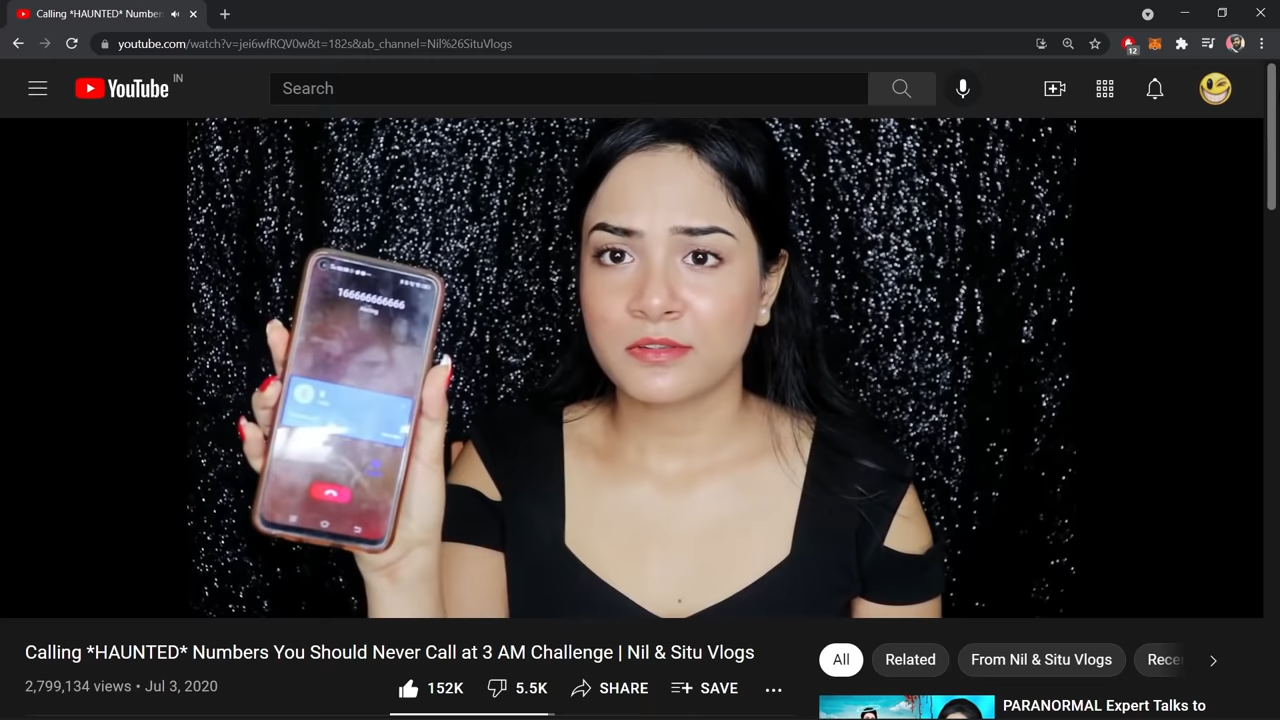 Calling *HAUNTED* Number
youtube.com/watch?v=jei6wfRQV0w&t=182s&ab_channel=Nil%26SituVlogs
12
YouTube IN
Search
166666666666
Calling *HAUNTED* Numbers You Should Never Call at 3 AM Challenge | Nil & Situ Vlogs
2,799,134 views • Jul 3, 2020
152K
5.5K
SHARE
SAVE
All
Related
From Nil & Situ Vlogs
Rece
PARANORMAL Expert Talks to